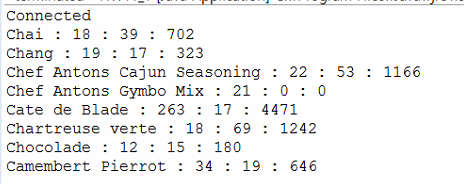 Connected
Chai : 18 : 39 : 702
Chang : 19 : 17 : 323
Chef Antons Cajun Seasoning : 22 : 53 : 1166
Chef Antons Gymbo Mix : 21 : 0 : 0
Cate de Blade : 263 : 17 : 4471
Chartreuse verte : 18 : 69 : 1242
Chocolade : 12 : 15 : 180
Camembert Pierrot : 34 : 19 : 646